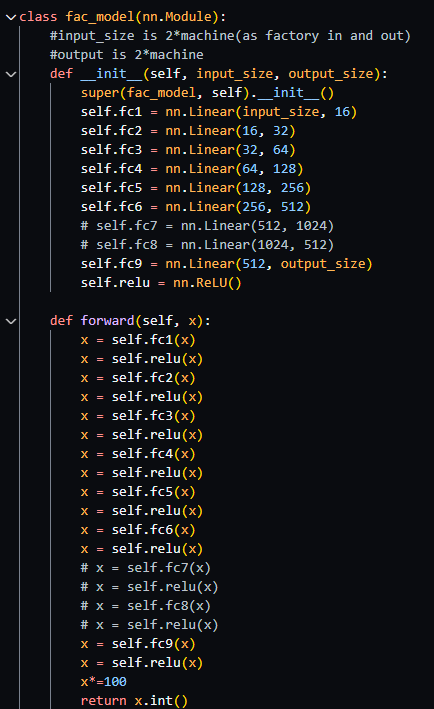 class fac_model(nn.Module):
    #input_size is 2*machine(as factory in and out)
    #output is 2*machine
    def __init__(self, input_size, output_size):
        super(fac_model, self).__init__()
        self.fc1 = nn.Linear(input_size, 16)
        self.fc2 = nn.Linear(16, 32)
        self.fc3 = nn.Linear(32, 64)
        self.fc4 = nn.Linear(64, 128)
        self.fc5 = nn.Linear(128, 256)
        self.fc6 = nn.Linear(256, 512)
        # self.fc7 = nn.Linear(512, 1024)
        # self.fc8 = nn.Linear(1024, 512)
        self.fc9 = nn.Linear(512, output_size)
        self.relu = nn.ReLU()

    def forward(self, x):
        x = self.fc1(x)
        x = self.relu(x)
        x = self.fc2(x)
        x = self.relu(x)
        x = self.fc3(x)
        x = self.relu(x)
        x = self.fc4(x)
        x = self.relu(x)
        x = self.fc5(x)
        x = self.relu(x)
        x = self.fc6(x)
        x = self.relu(x)
        # x = self.fc7(x)
        # x = self.relu(x)
        # x = self.fc8(x)
        # x = self.relu(x)
        x = self.fc9(x)
        x = self.relu(x)
        x*=100
        return x.int()